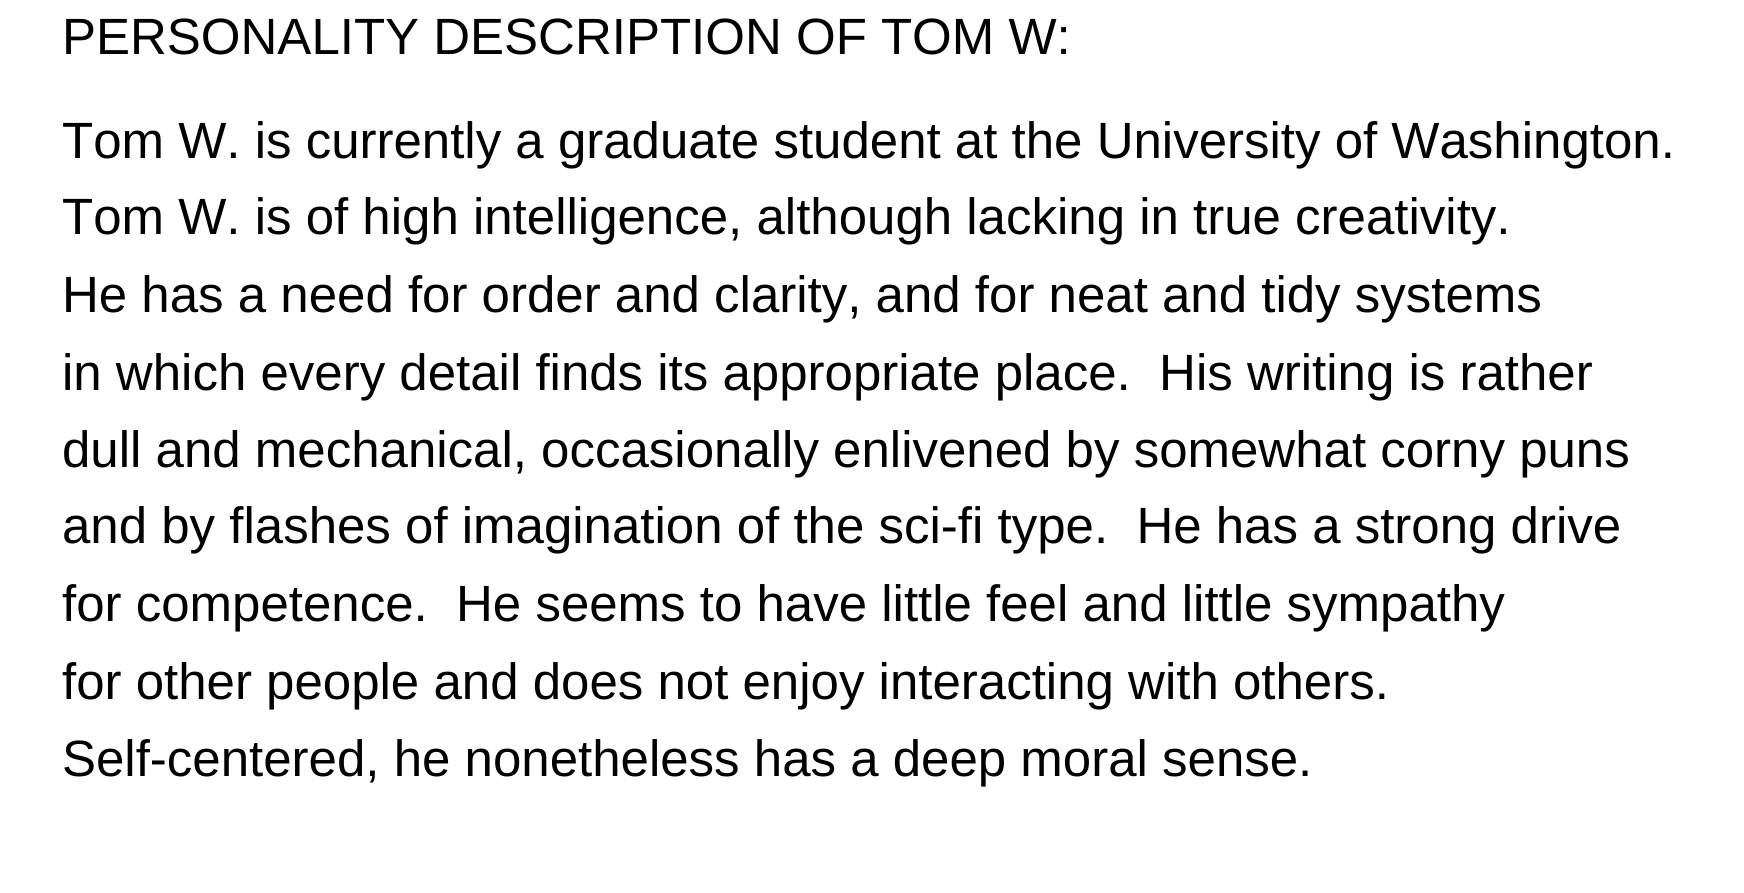 PERSONALITY DESCRIPTION OF TOM W:
Tom W. is currently a graduate student at the University of Washington.
Tom W. is of high intelligence, although lacking in true creativity.
He has a need for order and clarity, and for neat and tidy systems
in which every detail finds its appropriate place.  His writing is rather
dull and mechanical, occasionally enlivened by somewhat corny puns
and by flashes of imagination of the sci-fi type.  He has a strong drive
for competence.  He seems to have little feel and little sympathy
for other people and does not enjoy interacting with others.
Self-centered, he nonetheless has a deep moral sense.